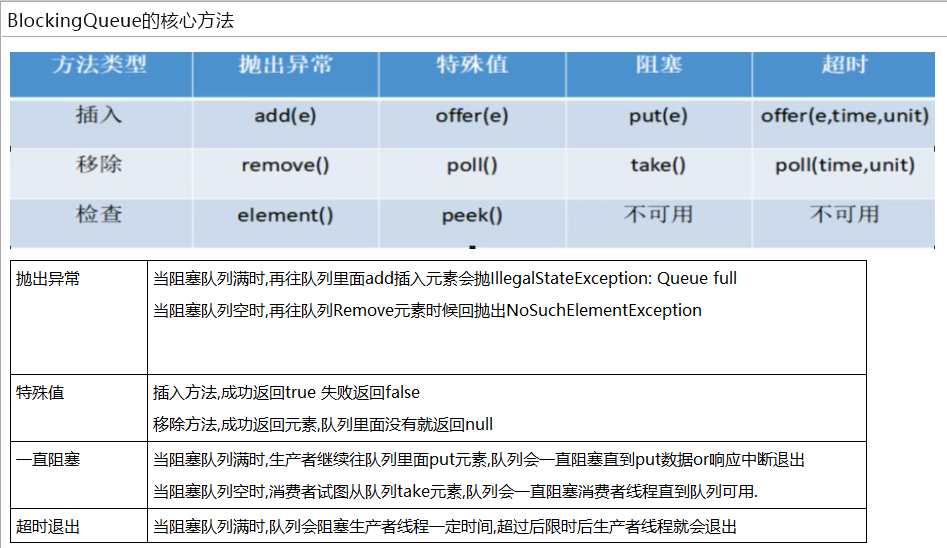 BlockingQueue的核心方法
方法类型 抛出异常 特殊值 阻塞 超时
插入 add(e) offer(e) put(e) offer(e,time,unit)
移除 remove() poll() take() poll(time,unit)
检查 element() peek() 不可用 不可用
抛出异常 当阻塞队列满时,再往队列里面add插入元素会抛IllegalStateException: Queue full
当阻塞队列空时,再往队列Remove元素时候回抛出NoSuchElementException
特殊值 插入方法,成功返回true 失败返回false
移除方法,成功返回元素,队列里面没有就返回null
一直阻塞 当阻塞队列满时,生产者继续往队列里面put元素,队列会一直阻塞直到put数据or响应中断退出
当阻塞队列空时,消费者试图从队列take元素,队列会一直阻塞消费者线程直到队列可用.
超时退出 当阻塞队列满时,队列会阻塞生产者线程一定时间,超过后限时后生产者线程就会退出